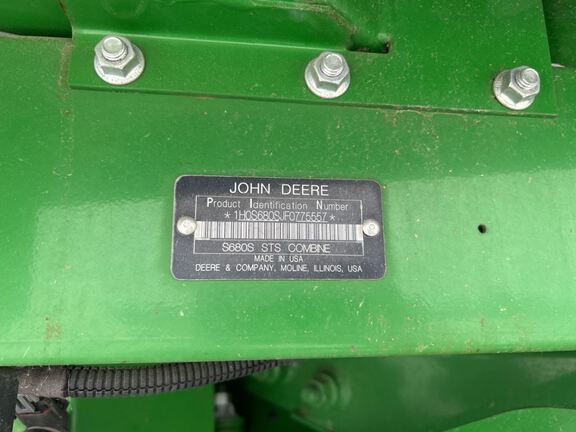 JOHN DEERE
Product Identification Number
*1H0S680SJF0775557*
S680S STS COMBINE
MADE IN USA
DEERE & COMPANY, MOLINE, ILLINOIS, USA